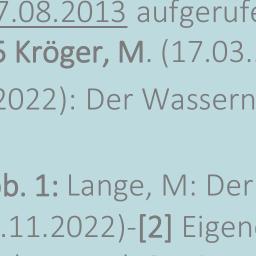 7.08.2013 aufgerufe
5 Kröger, M. (17.03.
2022): Der Wassern
b. 1: Lange, M: Der
.11.2022)-[2] Eigen